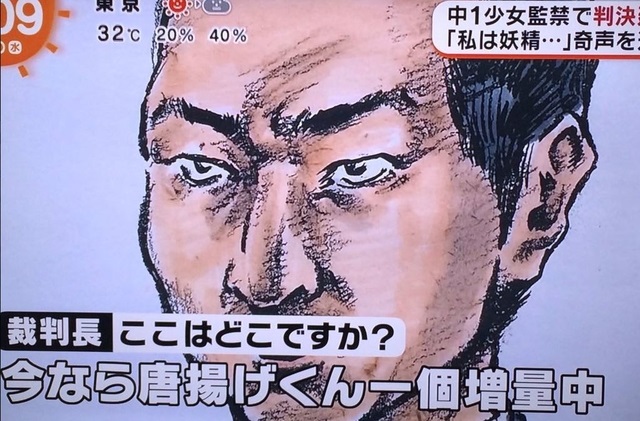 09
水
東京
32℃ 20% 40%
中1少女監禁で判決
「私は妖精…」奇声を
裁判長 ここはどこですか?
今なら唐揚げくん一個増量中